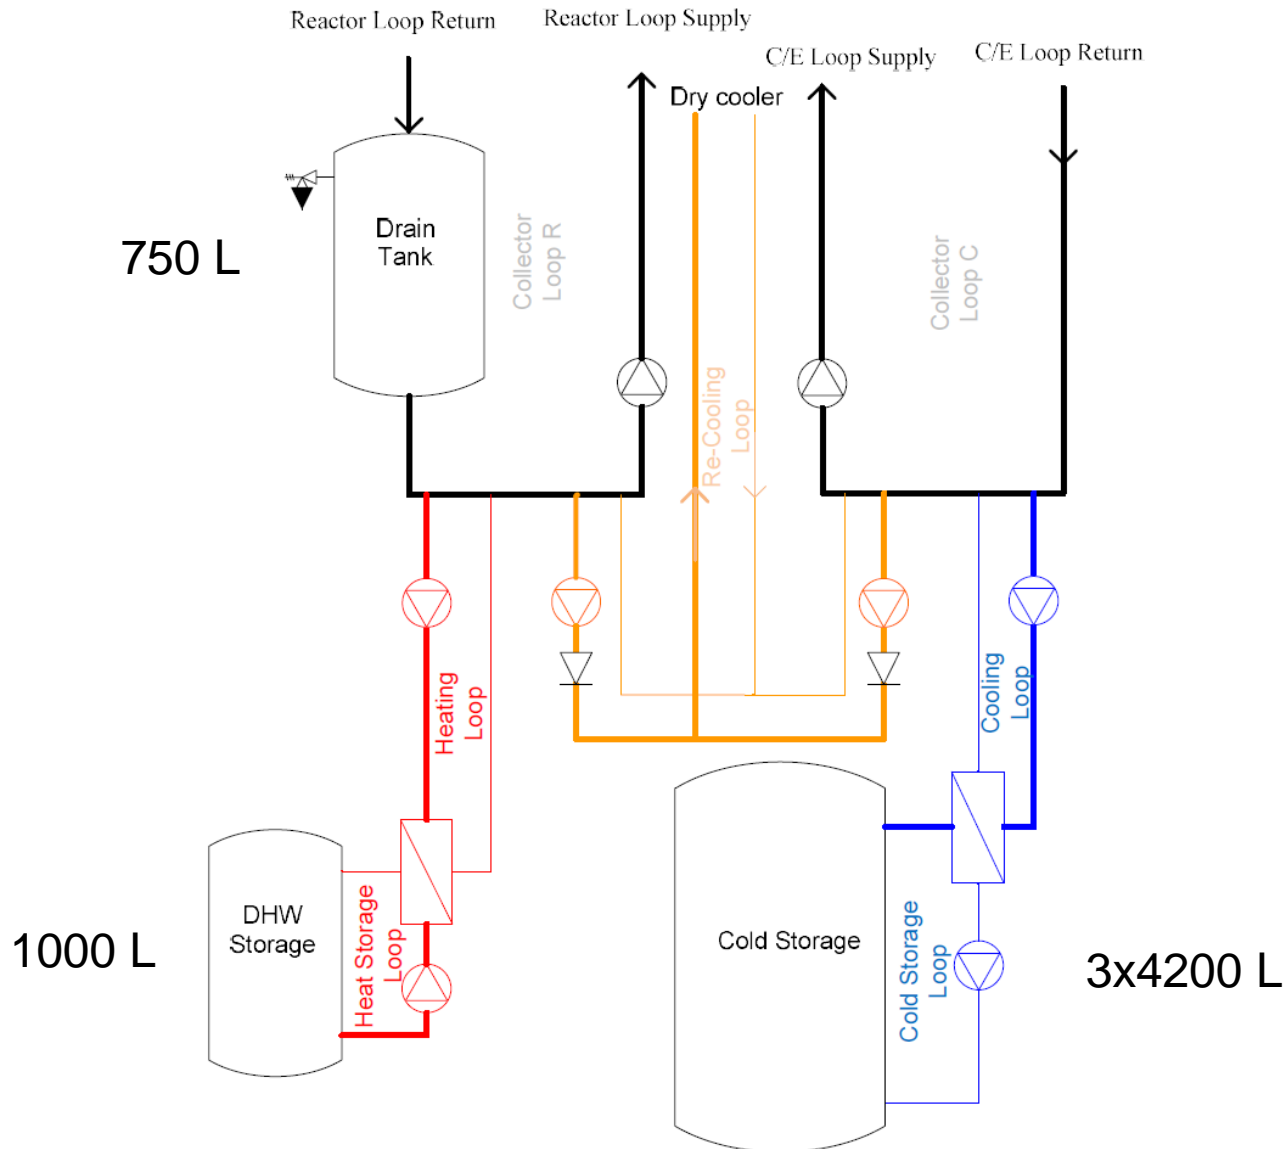 Reactor Loop Return
Reactor Loop Supply
C/E Loop Supply
C/E Loop Return
Dry cooler
Drain
Tank
750 L
Collector
Loop R
Collector
Loop C
Re-Cooling
Loop
Heating
Loop
Cooling
Loop
DHW
Storage
1000 L
Heat Storage
Loop
Cold Storage
Cold Storage
Loop
3x4200 L